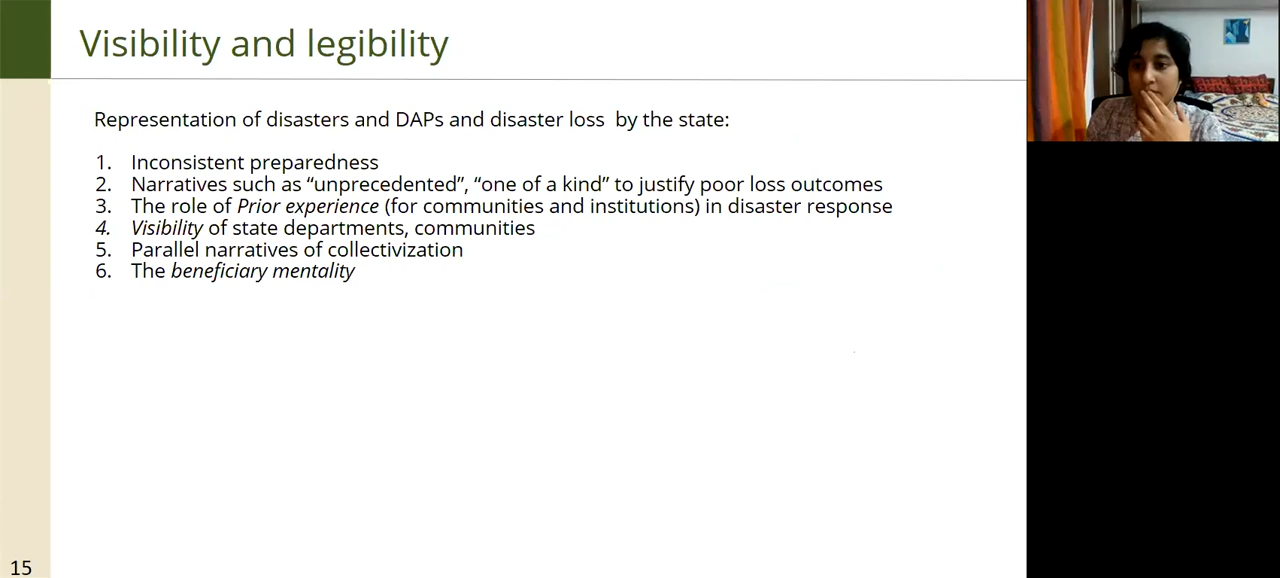 Visibility and legibility
Representation of disasters and DAPs and disaster loss  by the state:
1. Inconsistent preparedness
2. Narratives such as “unprecedented”, “one of a kind” to justify poor loss outcomes
3. The role of Prior experience (for communities and institutions) in disaster response
4. Visibility of state departments, communities
5. Parallel narratives of collectivization
6. The beneficiary mentality
15